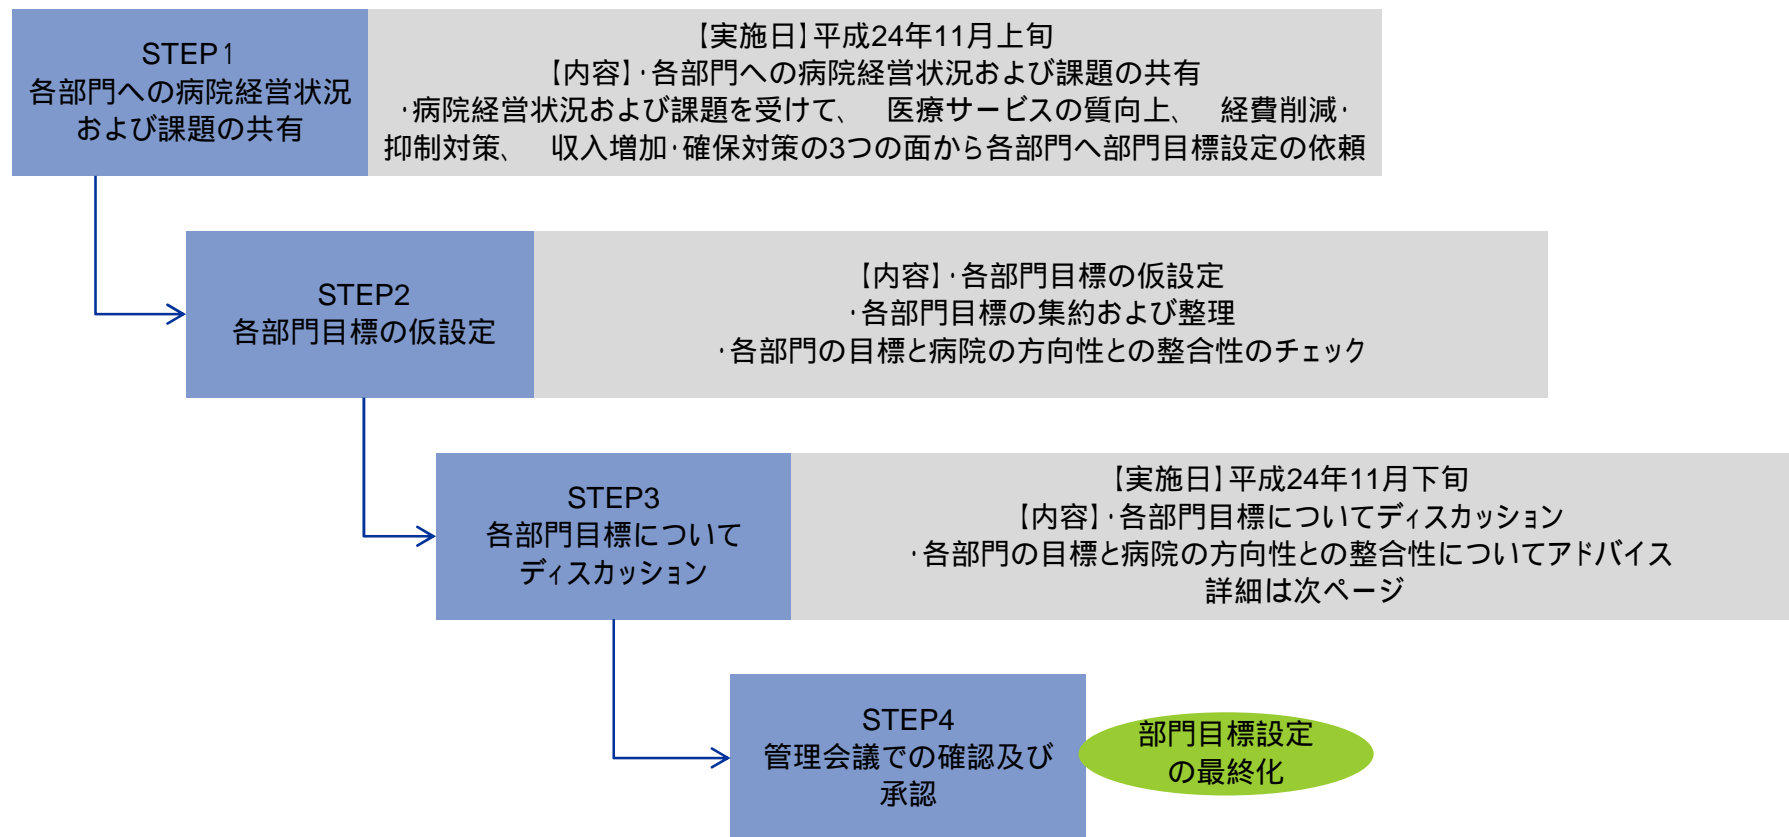 STEP1
各部門への病院経営状況
および課題の共有
【実施日】平成24年11月上旬
【内容】・各部門への病院経営状況および課題の共有
・病院経営状況および課題を受けて、 医療サービスの質向上、 経費削減・
抑制対策、 収入増加・確保対策の3つの面から各部門へ部門目標設定の依頼
STEP2
各部門目標の仮設定
【内容】・各部門目標の仮設定
・各部門目標の集約および整理
・各部門の目標と病院の方向性との整合性のチェック
STEP3
各部門目標について
ディスカッション
【実施日】平成24年11月下旬
【内容】・各部門目標についてディスカッション
・各部門の目標と病院の方向性との整合性についてアドバイス
詳細は次ページ
STEP4
管理会議での確認及び
承認
部門目標設定
の最終化